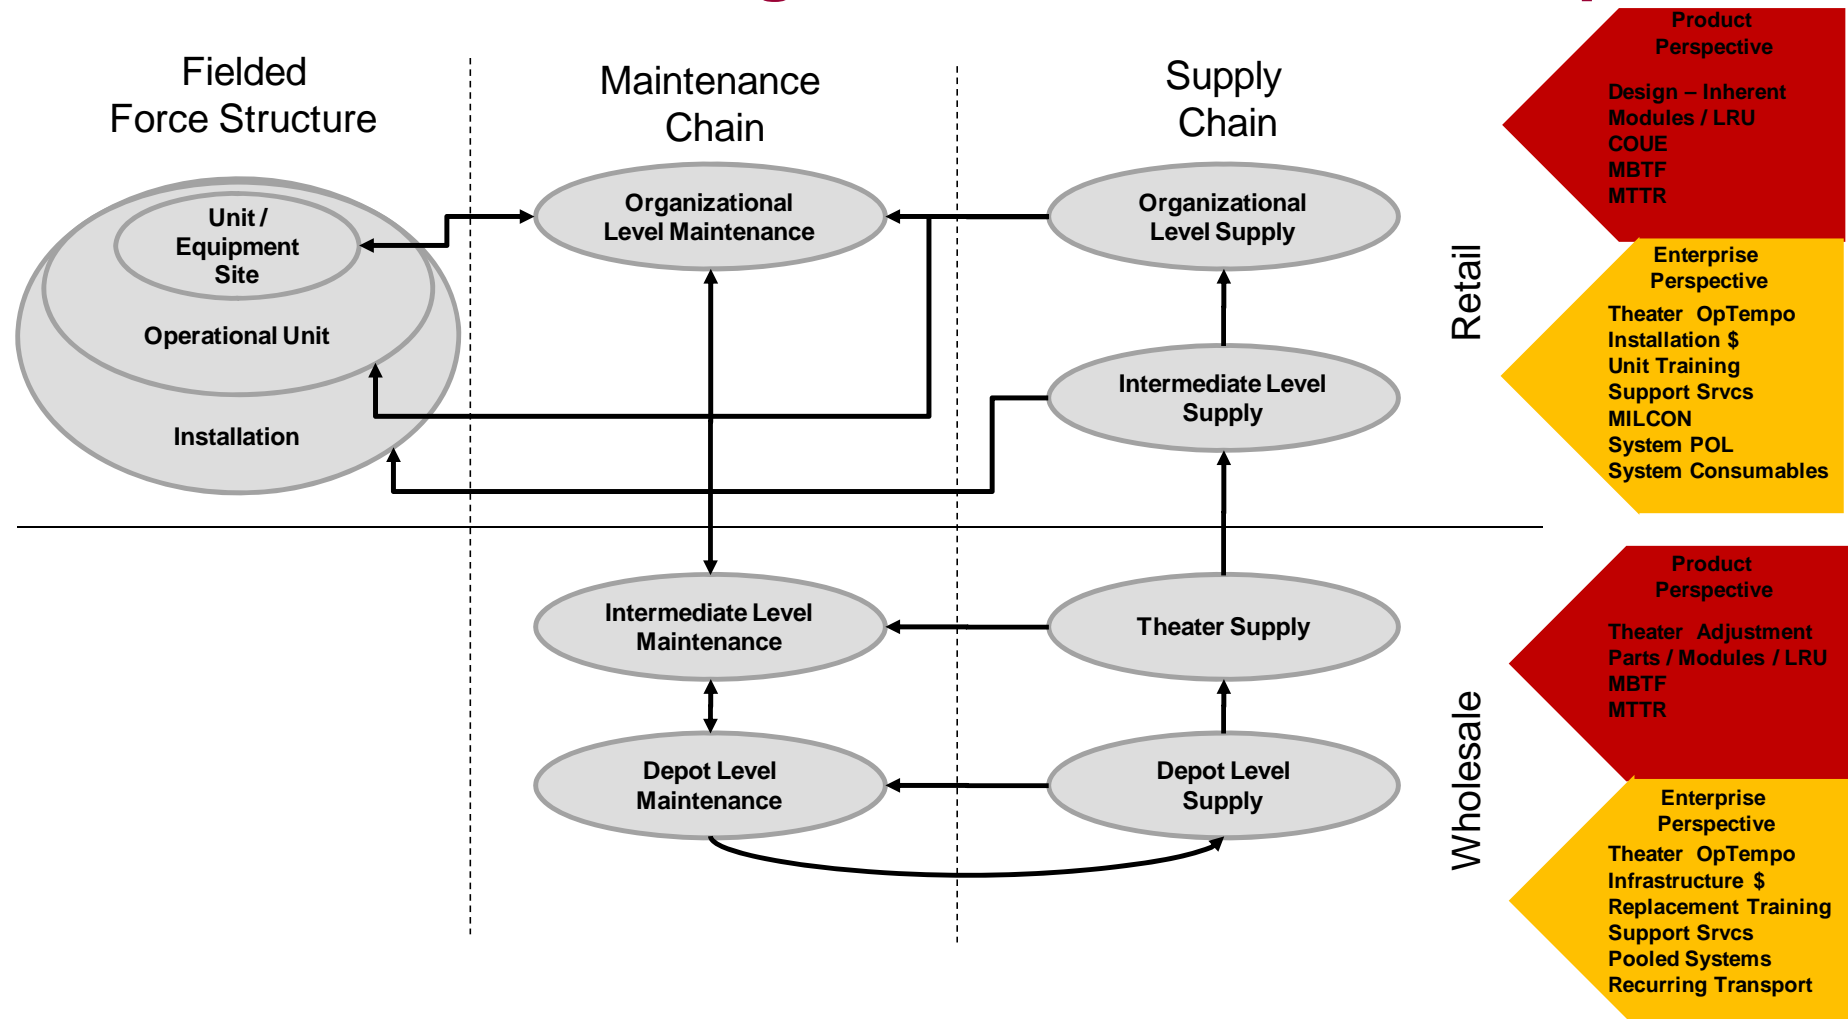 Fielded
Force Structure
Maintenance
Chain
Supply
Chain
Unit /
Equipment
Site
Operational Unit
Installation
Organizational
Level Maintenance
Organizational
Level Supply
Intermediate Level
Supply
Intermediate Level
Maintenance
Theater Supply
Depot Level
Maintenance
Depot Level
Supply
Retail
Wholesale
Product
Perspective
Design – Inherent
Modules / LRU
COUE
MBTF
MTTR
Enterprise
Perspective
Theater OpTempo
Installation $
Unit Training
Support Srvcs
MILCON
System POL
System Consumables
Product
Perspective
Theater Adjustment
Parts / Modules / LRU
MBTF
MTTR
Enterprise
Perspective
Theater OpTempo
Infrastructure $
Replacement Training
Support Srvcs
Pooled Systems
Recurring Transport